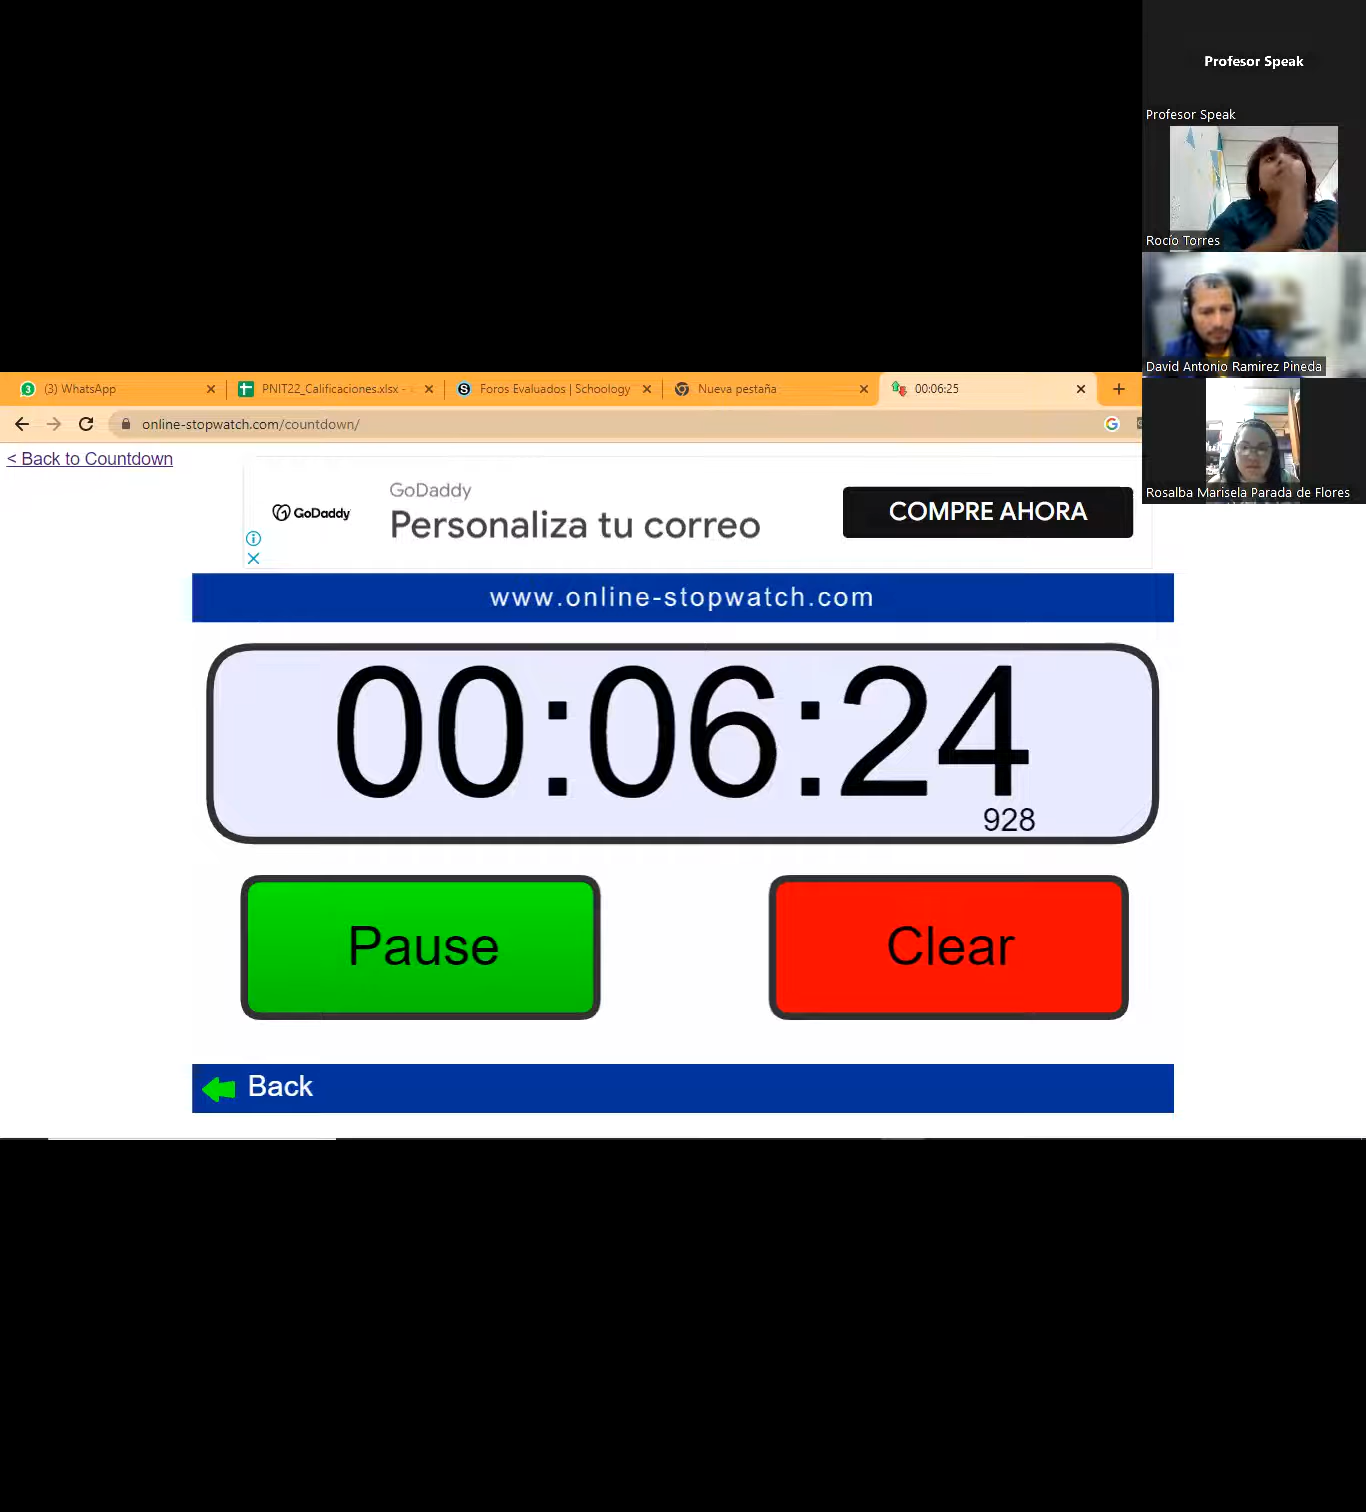 Profesor Speak
Profesor Speak
Rocío Torres
David Antonio Ramirez Pineda
Rosalba Marisela Parada de Flores
3 (3) WhatsApp
PNIT22_Calificaciones.xlsx -
Foros Evaluados | Schoology
Nueva pestaña
00:06:25
online-stopwatch.com/countdown/
< Back to Countdown
GoDaddy
GoDaddy
Personaliza tu correo
COMPRE AHORA
www.online-stopwatch.com
00:06:24
928
Pause
Clear
Back